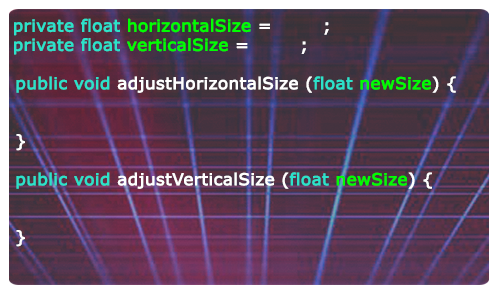 private float horizontalSize = ;
private float verticalSize = ;
public void adjustHorizontalSize (float newSize) {
}
public void adjustVerticalSize (float newSize) {
}